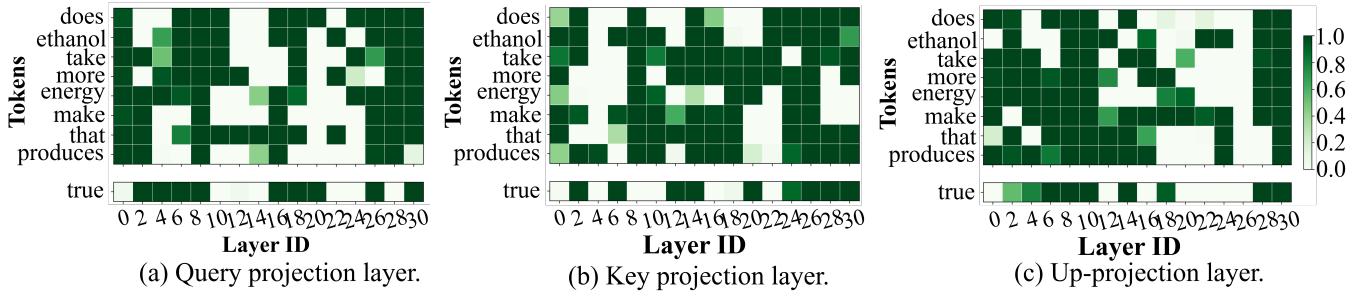 Tokens
does
ethanol
take
more
energy
make
that
produces
true
0 2 4 6 8 10 12 14 16 18 20 22 24 26 28 30
Layer ID
(a) Query projection layer.
Tokens
does
ethanol
take
more
energy
make
that
produces
true
0 2 4 6 8 10 12 14 16 18 20 22 24 26 28 30
Layer ID
(b) Key projection layer.
Tokens
does
ethanol
take
more
energy
make
that
produces
true
0 2 4 6 8 10 12 14 16 18 20 22 24 26 28 30
Layer ID
(c) Up-projection layer.
1.0
0.8
0.6
0.4
0.2
0.0